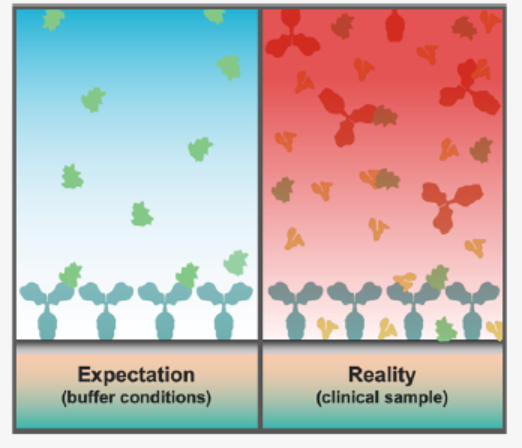 Expectation
(buffer conditions)
Reality
(clinical sample)